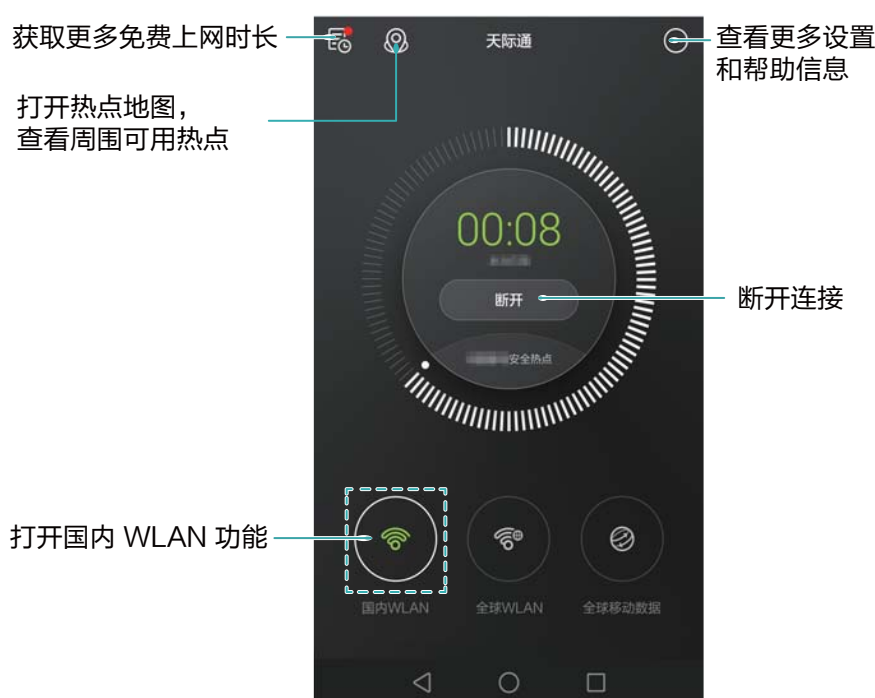 获取更多免费上网时长
天际通
查看更多设置
和帮助信息
打开热点地图，
查看周围可用热点
00:08
断开
断开连接
安全热点
打开国内 WLAN 功能
国内WLAN
全球WLAN
全球移动数据